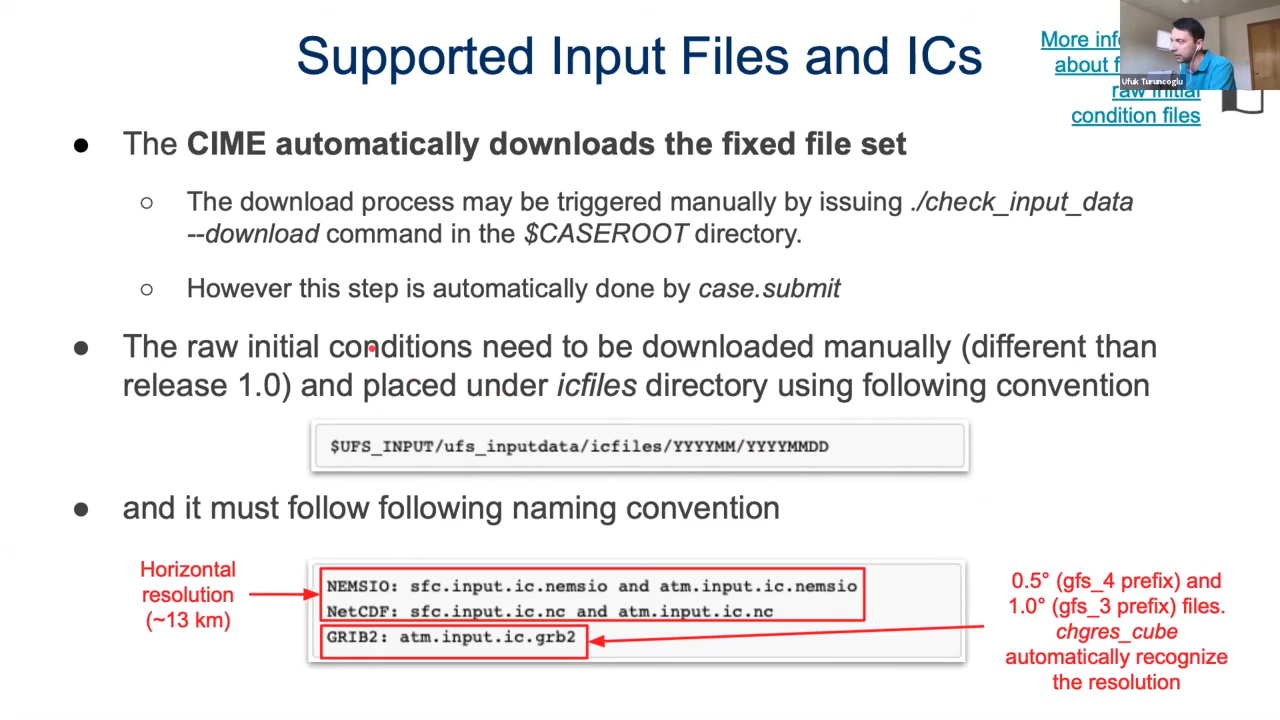 Supported Input Files and ICs
More info
about f
raw initial
condition files
Ufuk Turuncoglu
● The CIME automatically downloads the fixed file set
○ The download process may be triggered manually by issuing ./check_input_data
--download command in the $CASEROOT directory.
○ However this step is automatically done by case.submit
● The raw initial conditions need to be downloaded manually (different than
release 1.0) and placed under icfiles directory using following convention
$UFS_INPUT/ufs_inputdata/icfiles/YYYYMM/YYYYMMDD
● and it must follow following naming convention
Horizontal
resolution
(~13 km)
NEMSIO: sfc.input.ic.nemsio and atm.input.ic.nemsio
NetCDF: sfc.input.ic.nc and atm.input.ic.nc
GRIB2: atm.input.ic.grb2
0.5° (gfs_4 prefix) and
1.0° (gfs_3 prefix) files.
chgres_cube
automatically recognize
the resolution